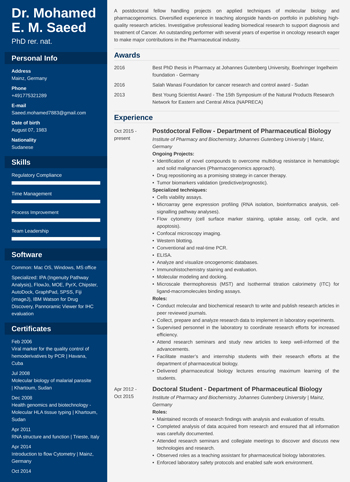 Dr. Mohamed
E. M. Saeed
PhD rer. nat.
Personal Info
Address
Mainz, Germany
Phone
+491775321289
E-mail
Saeed.mohamed7883@gmail.com
Date of birth
August 07, 1983
Nationality
Sudanese
Skills
Regulatory Compliance
Time Management
Process Improvement
Team Leadership
Software
Common: Mac OS, Windows, MS office
Specialized: IPA (Ingenuity Pathway
Analysis), FlowJo. MOE, PyrX, Chipster,
AutoDock, GraphPad, SPSS, Fiji
(imageJ), IBM Watson for Drug
Discovery, Panoramic Viewer for IHC
evaluation
Certificates
Feb 2006
Viral marker for the quality control of
hemoderivatives by PCR | Havana,
Cuba
Jul 2008
Molecular biology of malarial parasite
| Khartoum, Sudan
Dec 2008
Health genomics and biotechnology -
Molecular HLA tissue typing | Khartoum,
Sudan
Apr 2011
RNA structure and function | Trieste, Italy
Apr 2014
Introduction to flow Cytometry | Mainz,
Germany
Oct 2014
A postdoctoral fellow handling projects on applied techniques of molecular biology and
pharmacogenomics. Diversified experience in teaching alongside hands-on portfolio in publishing high-
quality research articles. Investigative professional leading biomedical research to support diagnosis and
treatment of Cancer. An outstanding performer with several years of expertise in oncology research eager
to make major contributions in the Pharmaceutical industry.
Awards
2016 Best PhD thesis in Pharmacy at Johannes Gutenberg University, Boehringer Ingelheim
foundation - Germany
2016 Salah Wanasi Foundation for cancer research and control award - Sudan
2013 Best Young Scientist Award - The 15th Symposium of the Natural Products Research
Network for Eastern and Central Africa (NAPRECA)
Experience
Oct 2015 -
present
Postdoctoral Fellow - Department of Pharmaceutical Biology
Institute of Pharmacy and Biochemistry, Johannes Gutenberg University | Mainz,
Germany
Ongoing Projects:
• Identification of novel compounds to overcome multidrug resistance in hematologic
and solid malignancies (Pharmacogenomics approach).
• Drug repositioning as a promising strategy in cancer therapy.
• Tumor biomarkers validation (predictive/prognostic).
Specialized techniques:
• Cells viability assays.
• Microarray gene expression profiling (RNA isolation, bioinformatics analysis, cell-
signalling pathway analyses).
• Flow cytometry (cell surface marker staining, uptake assay, cell cycle, and
apoptosis).
• Confocal microscopy imaging.
• Western blotting.
• Conventional and real-time PCR.
• ELISA.
• Analyze and visualize oncogenomic databases.
• Immunohistochemistry staining and evaluation.
• Molecular modeling and docking.
• Microscale thermophoresis (MST) and isothermal titration calorimetry (ITC) for
ligand-macromolecules binding assays.
Roles:
• Conduct molecular and biochemical research to write and publish research articles in
peer reviewed journals.
• Collect, prepare and analyze research data to implement in laboratory experiments.
• Supervised personnel in the laboratory to coordinate research efforts for increased
efficiency.
• Attend research seminars and study new articles to keep well-informed of the
advancements.
• Facilitate master's and internship students with their research efforts at the
department of pharmaceutical biology.
• Delivered pharmaceutical biology lectures ensuring maximum learning of the
students.
Apr 2012 -
Oct 2015
Doctoral Student - Department of Pharmaceutical Biology
Institute of Pharmacy and Biochemistry, Johannes Gutenberg University | Mainz,
Germany
Roles:
• Maintained records of research findings with analysis and evaluation of results.
• Completed analysis of data acquired from research and ensured that all information
was carefully documented.
• Attended research seminars and collegiate meetings to discover and discuss new
technologies and research.
• Observed roles as a teaching assistant for pharmaceutical biology laboratories.
• Enforced laboratory safety protocols and enabled safe work environment.